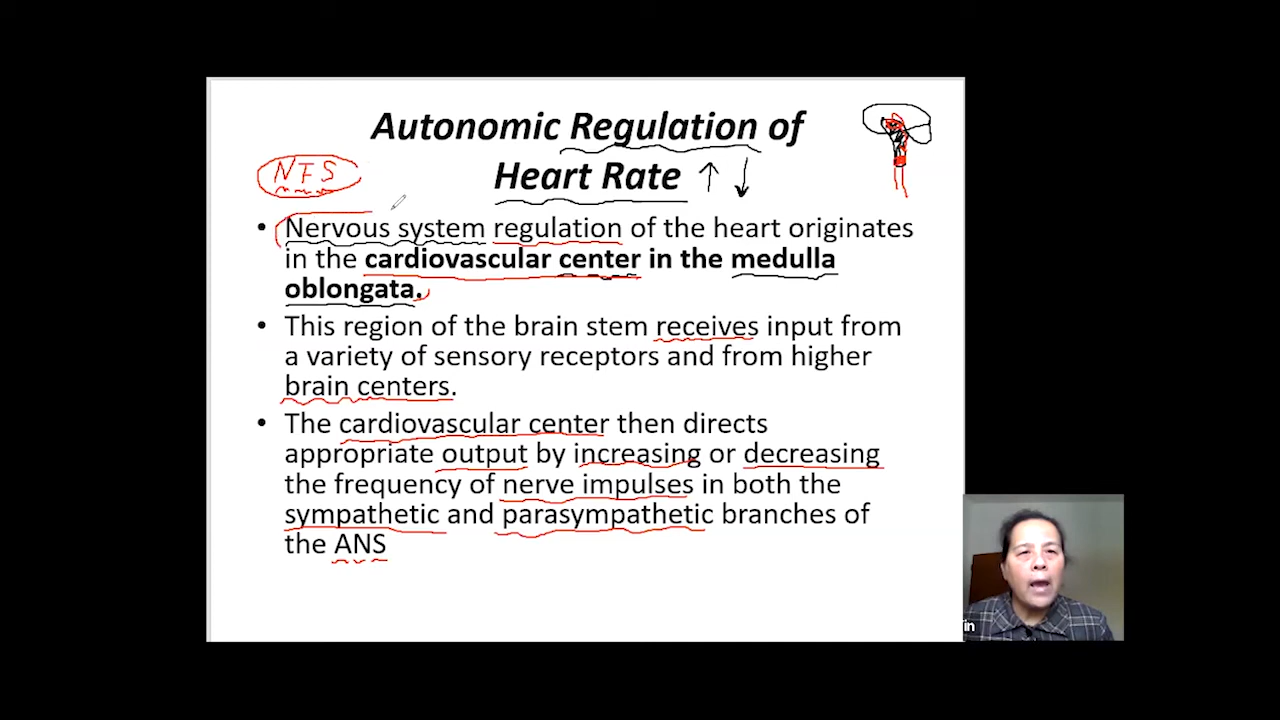 Autonomic Regulation of
Heart Rate ↑ ↓
NFS
• Nervous system regulation of the heart originates
in the cardiovascular center in the medulla
oblongata.
• This region of the brain stem receives input from
a variety of sensory receptors and from higher
brain centers.
• The cardiovascular center then directs
appropriate output by increasing or decreasing
the frequency of nerve impulses in both the
sympathetic and parasympathetic branches of
the ANS
in